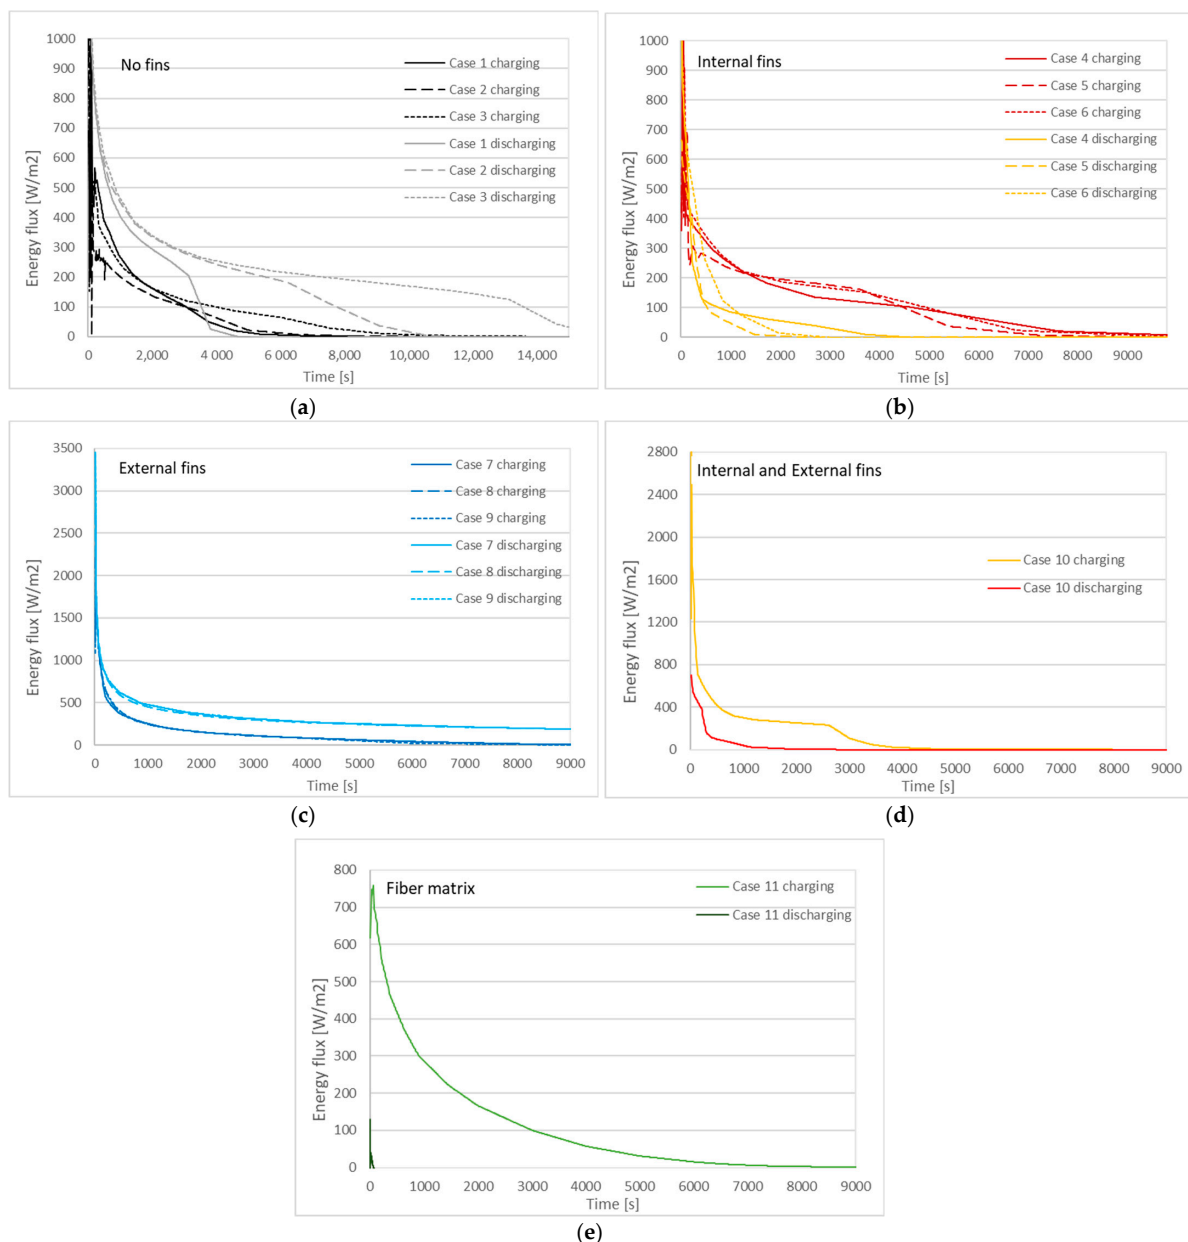 No fins
Energy flux [W/m2]
1000
900
800
700
600
500
400
300
200
100
0
0
2,000
4 000
6,000
8,000
10,000
12,000
14,000
Time [s]
Case 1 charging
Case 2 charging
Case 3 charging
Case 1 discharging
Case 2 discharging
Case 3 discharging
(a)
Internal fins
Energy flux [W/m2]
1000
900
800
700
600
500
400
300
200
100
0
0
1000
2000
3000
4000
5000
6000
7000
8000
9000
Time [s]
Case 4 charging
Case 5 charging
Case 6 charging
Case 4 discharging
Case 5 discharging
Case 6 discharging
(b)
External fins
Energy flux [W/m2]
3500
3000
2500
2000
1500
1000
500
0
0
1000
2000
3000
4000
5000
6000
7000
8000
9000
Time [s]
Case 7 charging
Case 8 charging
Case 9 charging
Case 7 discharging
Case 8 discharging
Case 9 discharging
(c)
Internal and External fins
Energy flux [W/m2]
2800
2400
2000
1600
1200
800
400
0
0
1000
2000
3000
4000
5000
6000
7000
8000
9000
Time [s]
Case 10 charging
Case 10 discharging
(d)
Fiber matrix
Energy flux [W/m2]
800
700
600
500
400
300
200
100
0
0
1000
2000
3000
4000
5000
6000
7000
8000
9000
Time [s]
Case 11 charging
Case 11 discharging
(e)